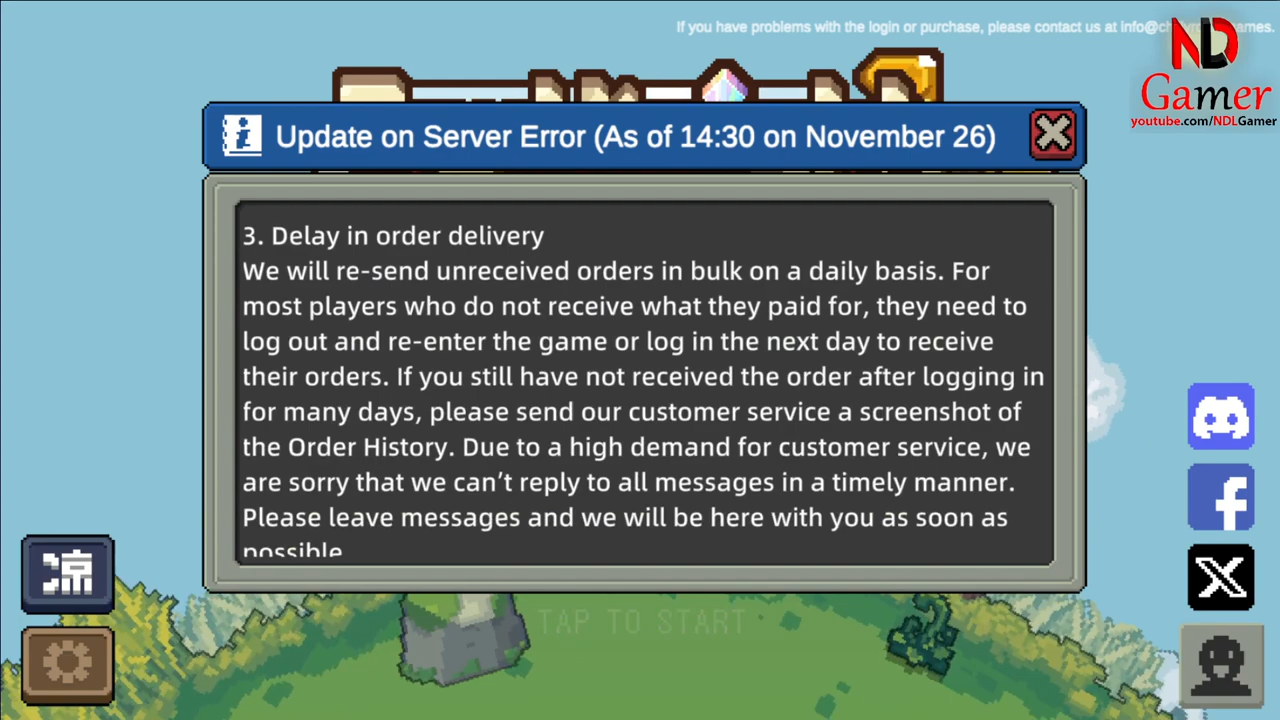 If you have problems with the login or purchase, please contact us at games.
ND
Gamer
youtube.com/NDLGamer
Update on Server Error (As of 14:30 on November 26)
3. Delay in order delivery
We will re-send unreceived orders in bulk on a daily basis. For
most players who do not receive what they paid for, they need to
log out and re-enter the game or log in the next day to receive
their orders. If you still have not received the order after logging in
for many days, please send our customer service a screenshot of
the Order History. Due to a high demand for customer service, we
are sorry that we can't reply to all messages in a timely manner.
Please leave messages and we will be here with you as soon as
possible
凉
TAP TO START